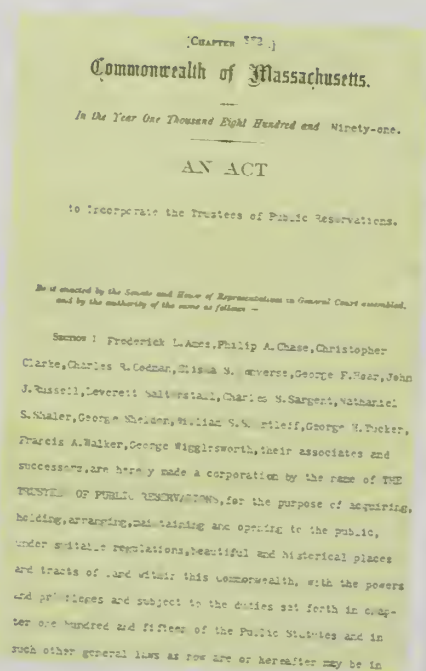 [CHAPTER 352.]
Commonwealth of Massachusetts.
In the Year One Thousand Eight Hundred and Ninety-one.
AN ACT
to Incorporate the Trustees of Public Reservations.
Be it enacted by the Senate and House of Representatives in General Court assembled,
and by the authority of the same as follows —
SECTION 1 Frederick L.Ames,Philip A.Chase,Christopher
Clarke,Charles R.Codman,Elisha S.Converse,George F.Hoar,John
J.Russell,Leverett Saltonstall,Charles S.Sargent,Nathaniel
S.Shaler,George Sheldon,William S.Shurtleff,George H.Tucker,
Francis A.Walker,George Wigglesworth,their associates and
successors,are hereby made a corporation by the name of THE
TRUSTEES OF PUBLIC RESERVATIONS,for the purpose of acquiring,
holding,arranging,maintaining and opening to the public,
under suitable regulations,beautiful and historical places
and tracts of land within this Commonwealth, with the powers
and privileges and subject to the duties set forth in chap-
ter one hundred and fifteen of the Public Statutes and in
such other general laws as now are or hereafter may be in